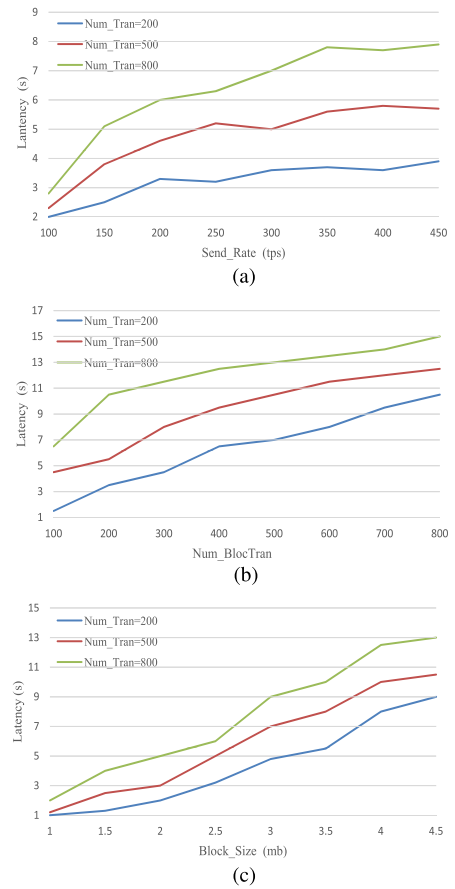 9
8
7
6
5
4
3
2
Lantency (s)
Num_Tran=200
Num_Tran=500
Num_Tran=800
100 150 200 250 300 350 400 450
Send_Rate (tps)
(a)
17
15
13
11
9
7
5
3
1
Latency (s)
Num_Tran=200
Num_Tran=500
Num_Tran=800
100 200 300 400 500 600 700 800
Num_BlocTran
(b)
15
13
11
9
7
5
3
1
Latency (s)
Num_Tran=200
Num_Tran=500
Num_Tran=800
1 1.5 2 2.5 3 3.5 4 4.5
Block_Size (mb)
(c)